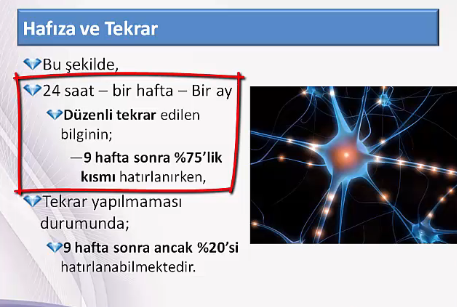 Hafıza ve Tekrar
Bu şekilde,
24 saat – bir hafta – Bir ay
Düzenli tekrar edilen
bilginin;
—9 hafta sonra %75'lik
kısmı hatırlanırken,
Tekrar yapılmaması
durumunda;
9 hafta sonra ancak %20'si
hatırlanabilmektedir.